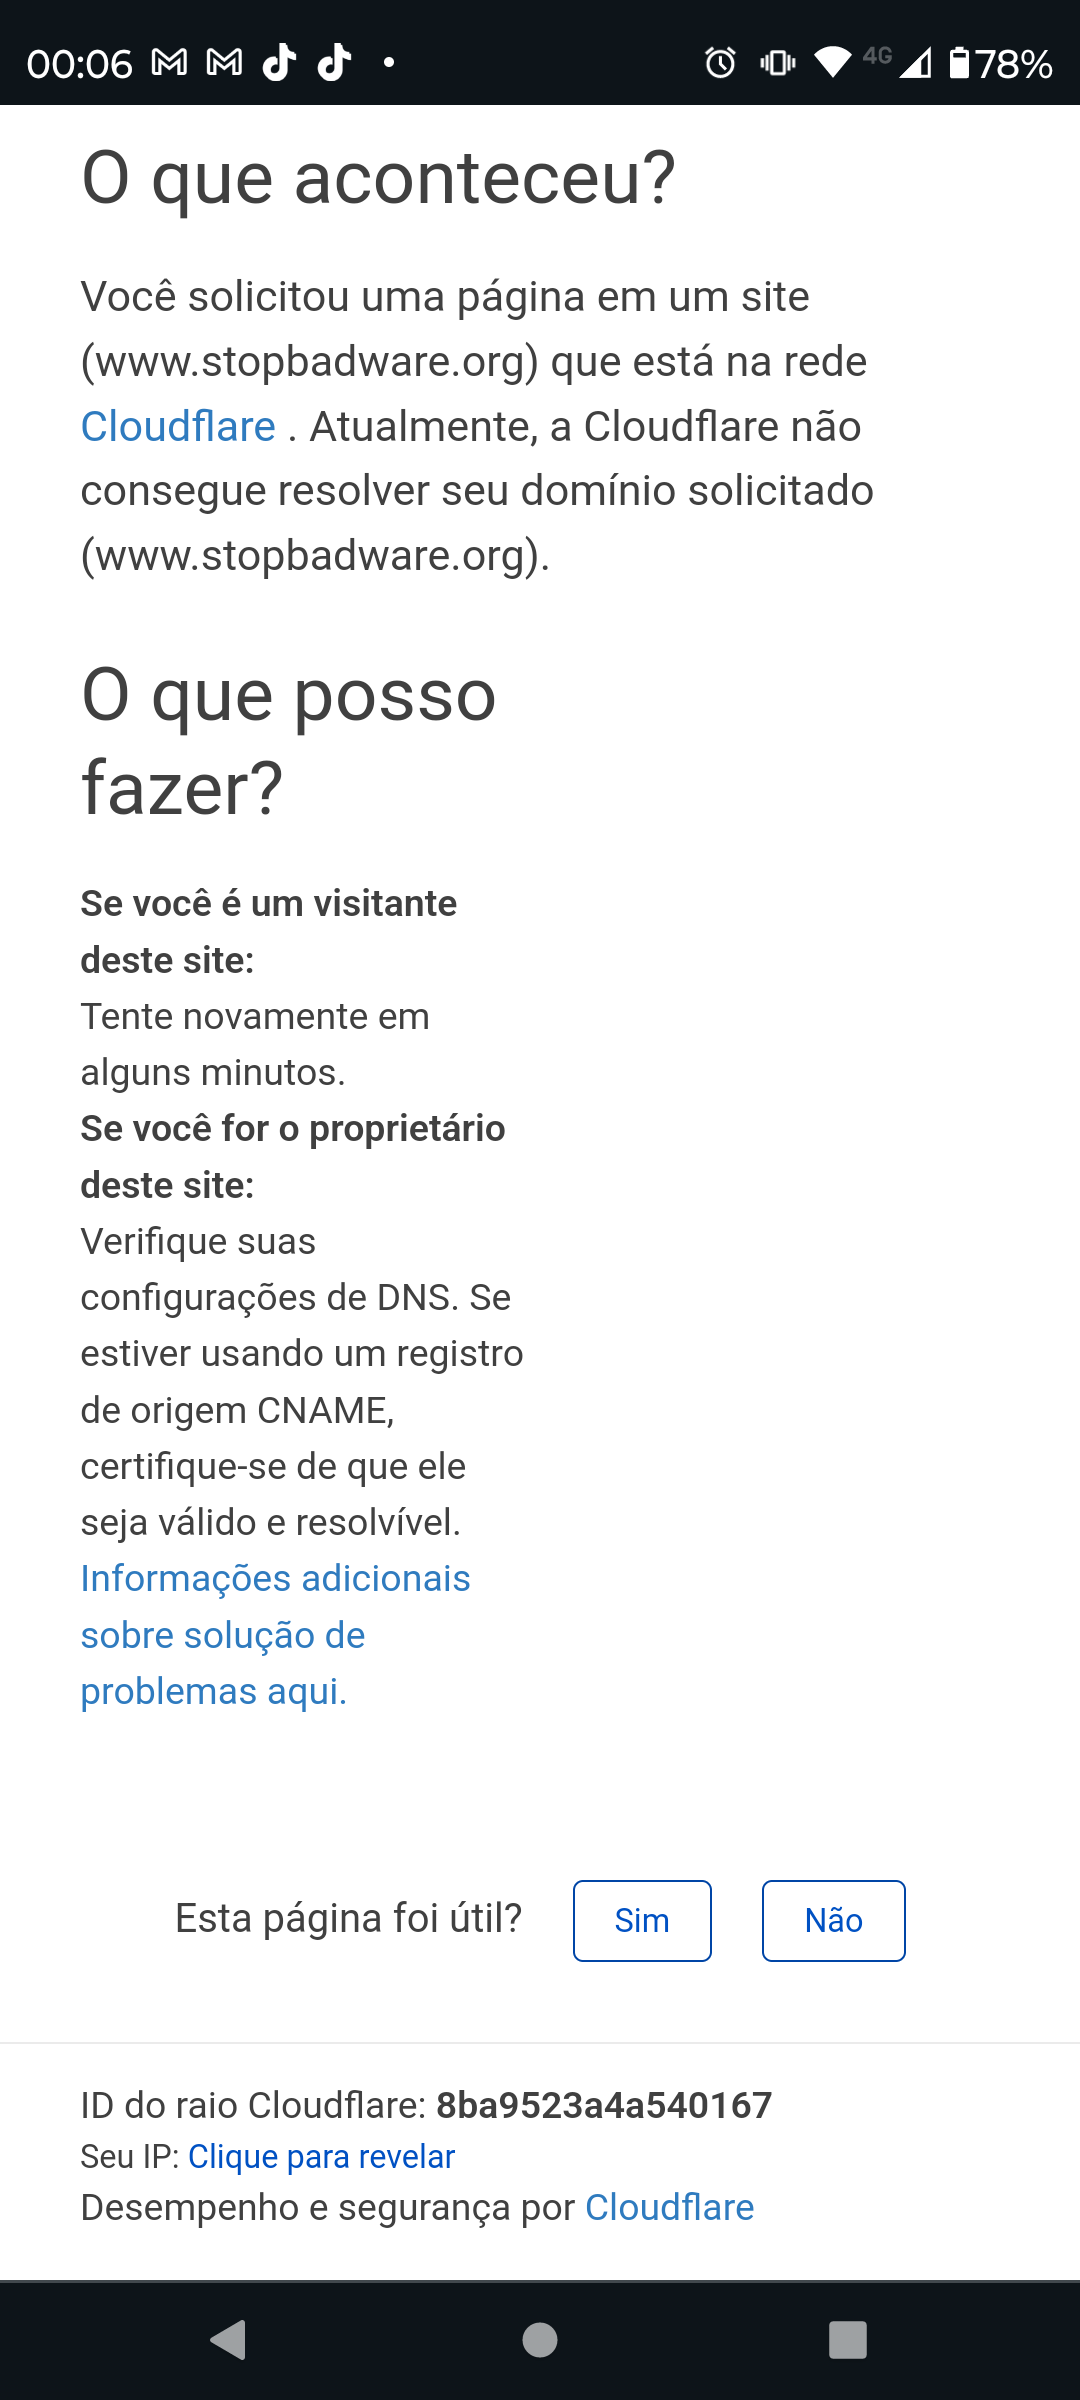 00:06
4G
78%
O que aconteceu?
Você solicitou uma página em um site
(www.stopbadware.org) que está na rede
Cloudflare . Atualmente, a Cloudflare não
consegue resolver seu domínio solicitado
(www.stopbadware.org).
O que posso
fazer?
Se você é um visitante
deste site:
Tente novamente em
alguns minutos.
Se você for o proprietário
deste site:
Verifique suas
configurações de DNS. Se
estiver usando um registro
de origem CNAME,
certifique-se de que ele
seja válido e resolvível.
Informações adicionais
sobre solução de
problemas aqui.
Esta página foi útil?
Sim
Não
ID do raio Cloudflare: 8ba9523a4a540167
Seu IP: Clique para revelar
Desempenho e segurança por Cloudflare